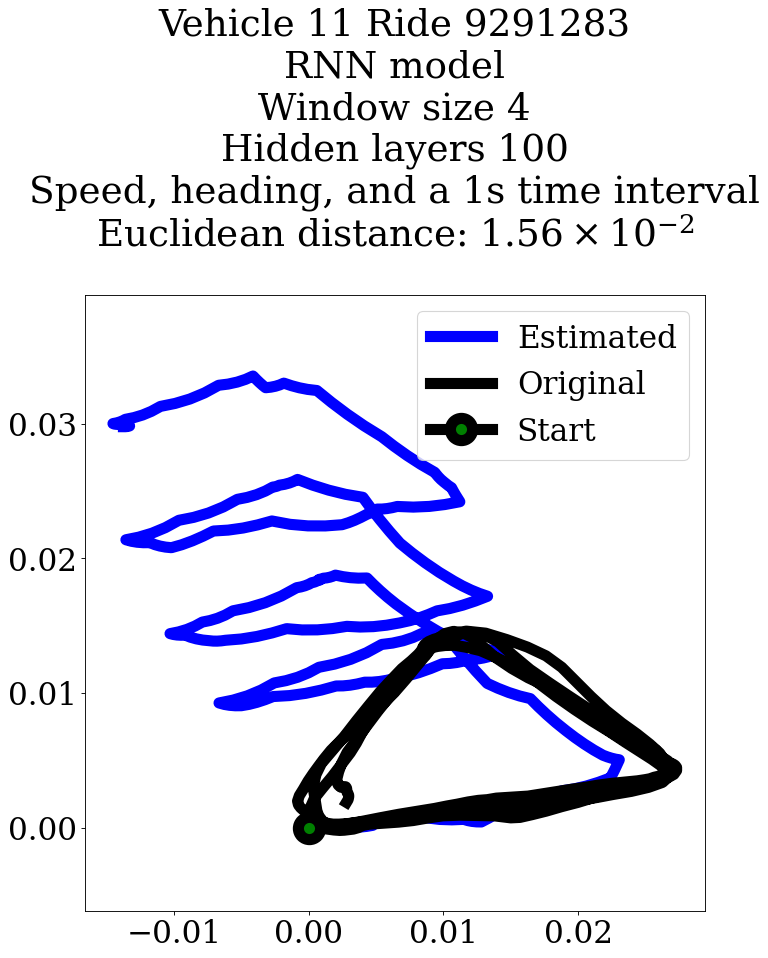 Vehicle 11 Ride 9291283
RNN model
Window size 4
Hidden layers 100
Speed, heading, and a 1s time interval
Euclidean distance: 1.56 × 10⁻²
Estimated
Original
Start
0.03
0.02
0.01
0.00
−0.01 0.00 0.01 0.02